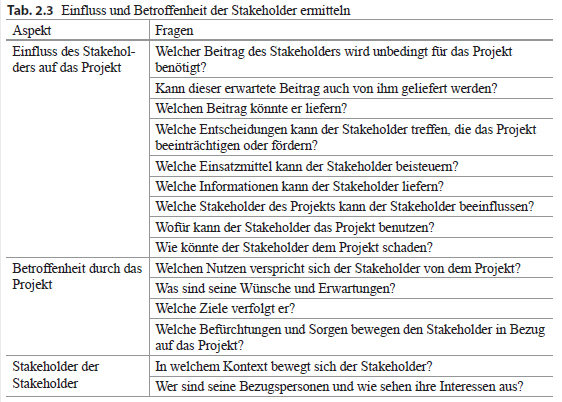 Tab. 2.3 Einfluss und Betroffenheit der Stakeholder ermitteln
Aspekt Fragen
Einfluss des Stakehol-
ders auf das Projekt
Welcher Beitrag des Stakeholders wird unbedingt für das Projekt
benötigt?
Kann dieser erwartete Beitrag auch von ihm geliefert werden?
Welchen Beitrag könnte er liefern?
Welche Entscheidungen kann der Stakeholder treffen, die das Projekt
beeinträchtigen oder fördern?
Welche Einsatzmittel kann der Stakeholder beisteuern?
Welche Informationen kann der Stakeholder liefern?
Welche Stakeholder des Projekts kann der Stakeholder beeinflussen?
Wofür kann der Stakeholder das Projekt benutzen?
Wie könnte der Stakeholder dem Projekt schaden?
Betroffenheit durch das
Projekt
Welchen Nutzen verspricht sich der Stakeholder von dem Projekt?
Was sind seine Wünsche und Erwartungen?
Welche Ziele verfolgt er?
Welche Befürchtungen und Sorgen bewegen den Stakeholder in Bezug
auf das Projekt?
Stakeholder der
Stakeholder
In welchem Kontext bewegt sich der Stakeholder?
Wer sind seine Bezugspersonen und wie sehen ihre Interessen aus?